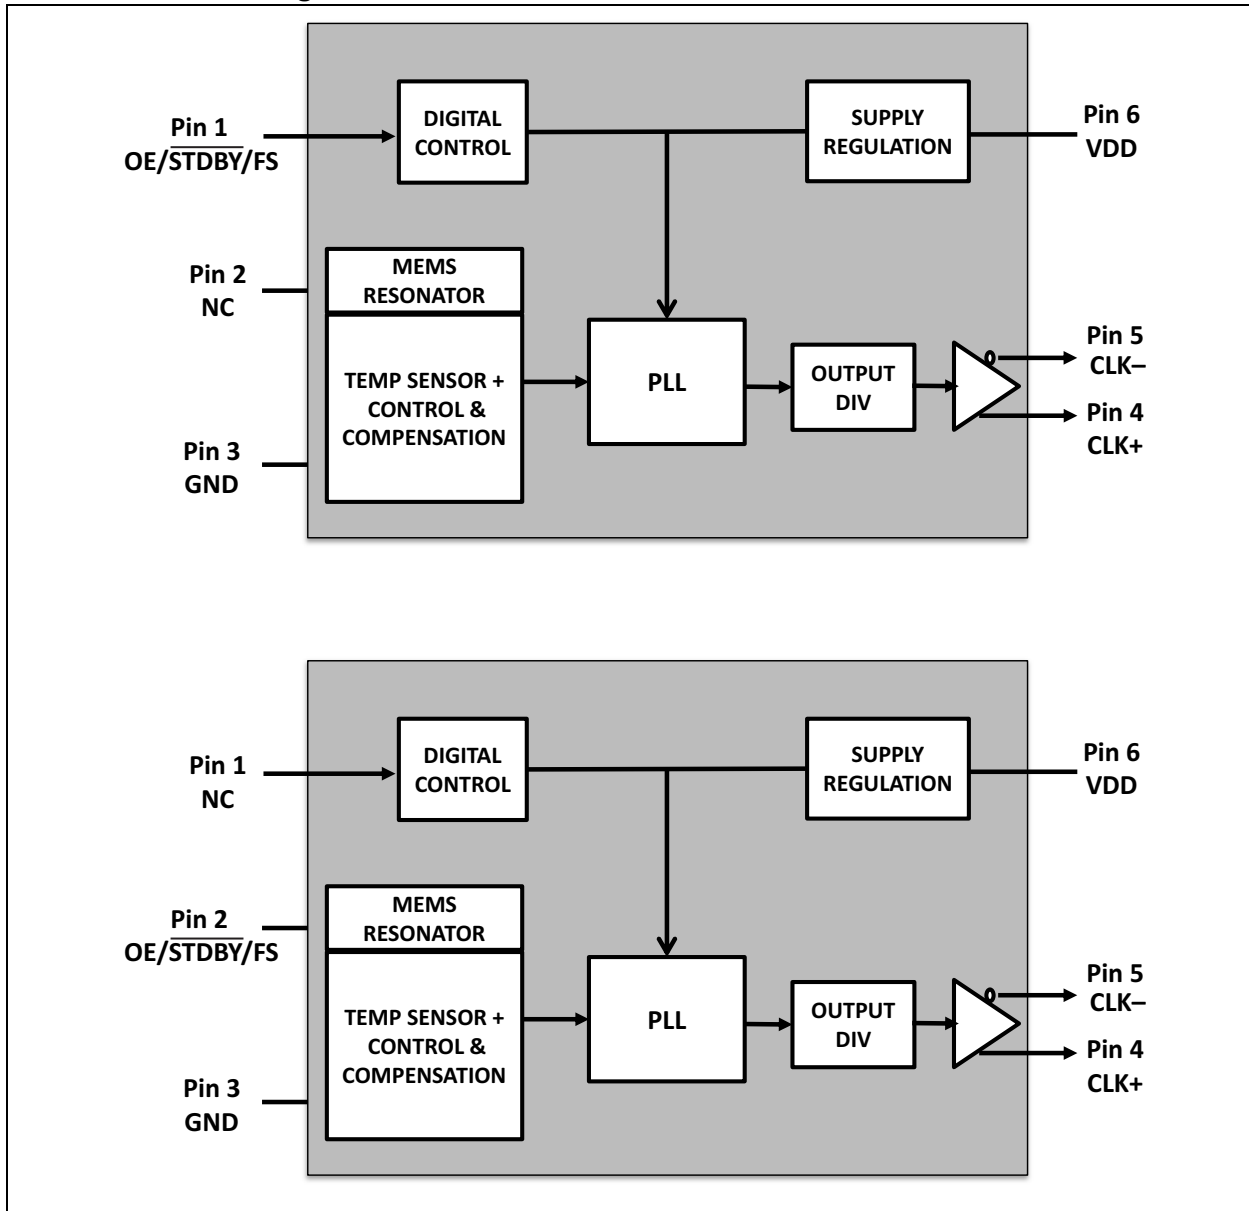 Pin 1
OE/STDBY/FS
DIGITAL
CONTROL
SUPPLY
REGULATION
Pin 6
VDD
Pin 2
NC
MEMS
RESONATOR
TEMP SENSOR +
CONTROL &
COMPENSATION
Pin 3
GND
PLL
OUTPUT
DIV
Pin 5
CLK–
Pin 4
CLK+
Pin 1
NC
DIGITAL
CONTROL
SUPPLY
REGULATION
Pin 6
VDD
Pin 2
OE/STDBY/FS
MEMS
RESONATOR
TEMP SENSOR +
CONTROL &
COMPENSATION
Pin 3
GND
PLL
OUTPUT
DIV
Pin 5
CLK–
Pin 4
CLK+